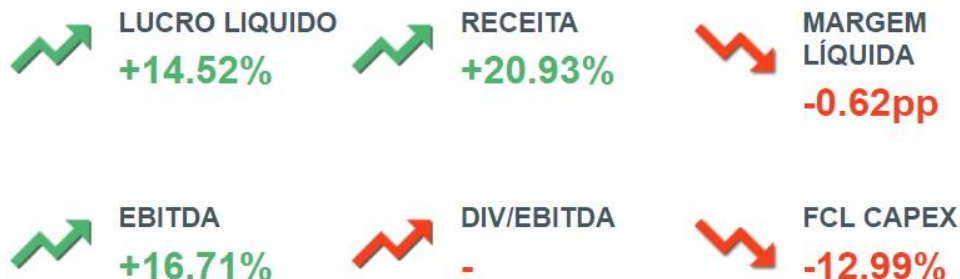 LUCRO LIQUIDO
+14.52%
RECEITA
+20.93%
MARGEM
LÍQUIDA
-0.62pp
EBITDA
+16.71%
DIV/EBITDA
-
FCL CAPEX
-12.99%